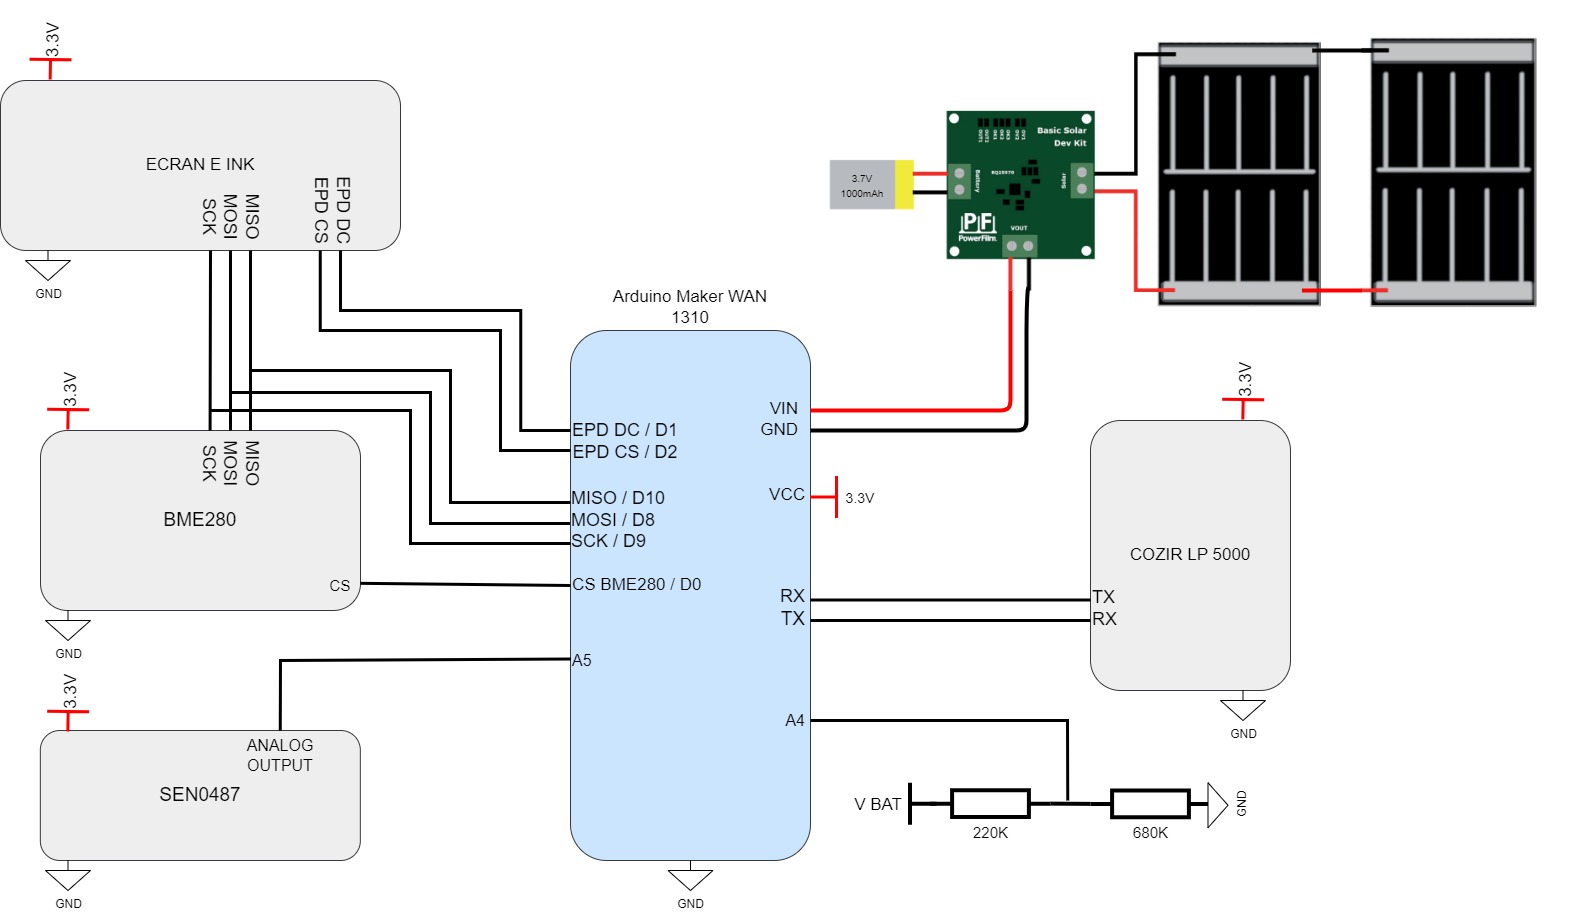 3.3V
ECRAN E INK
SCK
MOSI
MISO
EPD CS
EPD DC
GND
3.3V
SCK
MOSI
MISO
BME280
CS
GND
3.3V
ANALOG
OUTPUT
SEN0487
GND
Arduino Maker WAN
1310
EPD DC / D1
EPD CS / D2
MISO / D10
MOSI / D8
SCK / D9
CS BME280 / D0
A5
VIN
GND
VCC
3.3V
RX
TX
A4
GND
3.7V
1000mAh
Basic Solar
Dev Kit
Battery
Solar
PF
PowerFilm
VOUT
3.3V
COZIR LP 5000
TX
RX
GND
V BAT
220K
680K
GND